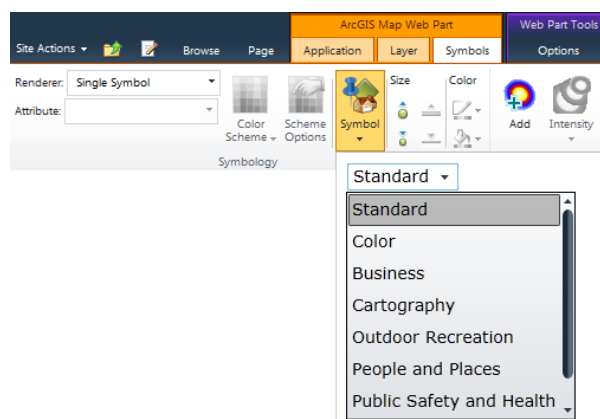 ArcGIS Map Web Part
Web Part Tools
Site Actions
Browse
Page
Application
Layer
Symbols
Options
Renderer: Single Symbol
Attribute:
Color Scheme
Scheme Options
Symbology
Symbol
Size
Color
Add
Intensity
Standard
Standard
Color
Business
Cartography
Outdoor Recreation
People and Places
Public Safety and Health